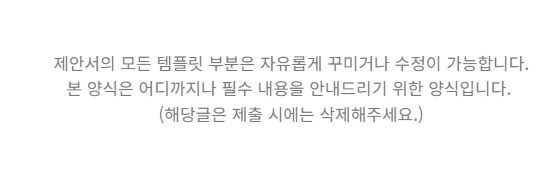 제안서의 모든 템플릿 부분은 자유롭게 꾸미거나 수정이 가능합니다.
본 양식은 어디까지나 필수 내용을 안내드리기 위한 양식입니다.
(해당글은 제출 시에는 삭제해주세요.)